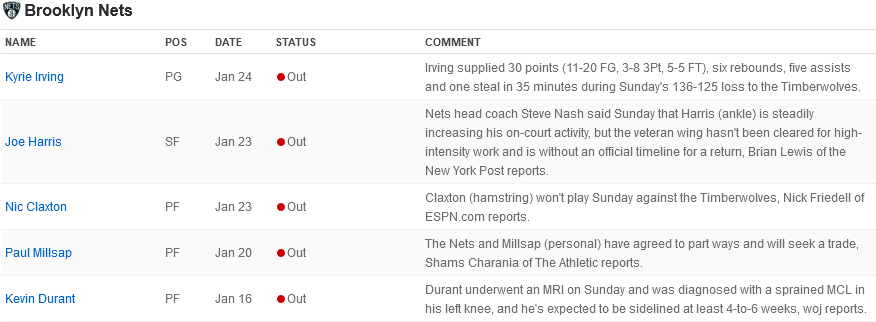 NETS
Brooklyn Nets
NAME POS DATE STATUS COMMENT
Kyrie Irving PG Jan 24 Out Irving supplied 30 points (11-20 FG, 3-8 3Pt, 5-5 FT), six rebounds, five assists
and one steal in 35 minutes during Sunday's 136-125 loss to the Timberwolves.
Joe Harris SF Jan 23 Out Nets head coach Steve Nash said Sunday that Harris (ankle) is steadily
increasing his on-court activity, but the veteran wing hasn't been cleared for high-
intensity work and is without an official timeline for a return, Brian Lewis of the
New York Post reports.
Nic Claxton PF Jan 23 Out Claxton (hamstring) won't play Sunday against the Timberwolves, Nick Friedell of
ESPN.com reports.
Paul Millsap PF Jan 20 Out The Nets and Millsap (personal) have agreed to part ways and will seek a trade,
Shams Charania of The Athletic reports.
Kevin Durant PF Jan 16 Out Durant underwent an MRI on Sunday and was diagnosed with a sprained MCL in
his left knee, and he's expected to be sidelined at least 4-to-6 weeks, woj reports.